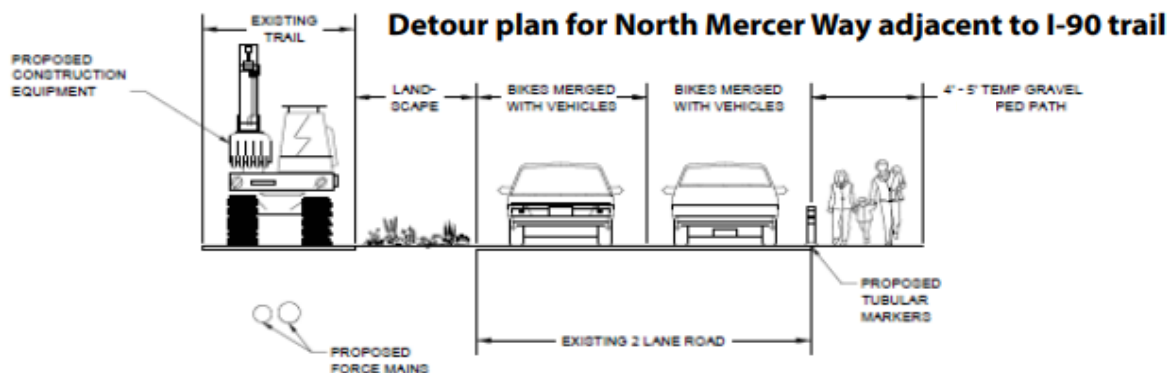 Detour plan for North Mercer Way adjacent to I-90 trail
EXISTING
TRAIL
PROPOSED
CONSTRUCTION
EQUIPMENT
LAND-
SCAPE
BIKES MERGED
WITH VEHICLES
BIKES MERGED
WITH VEHICLES
4' - 5' TEMP GRAVEL
PED PATH
PROPOSED
TUBULAR
MARKERS
EXISTING 2 LANE ROAD
PROPOSED
FORCE MAINS